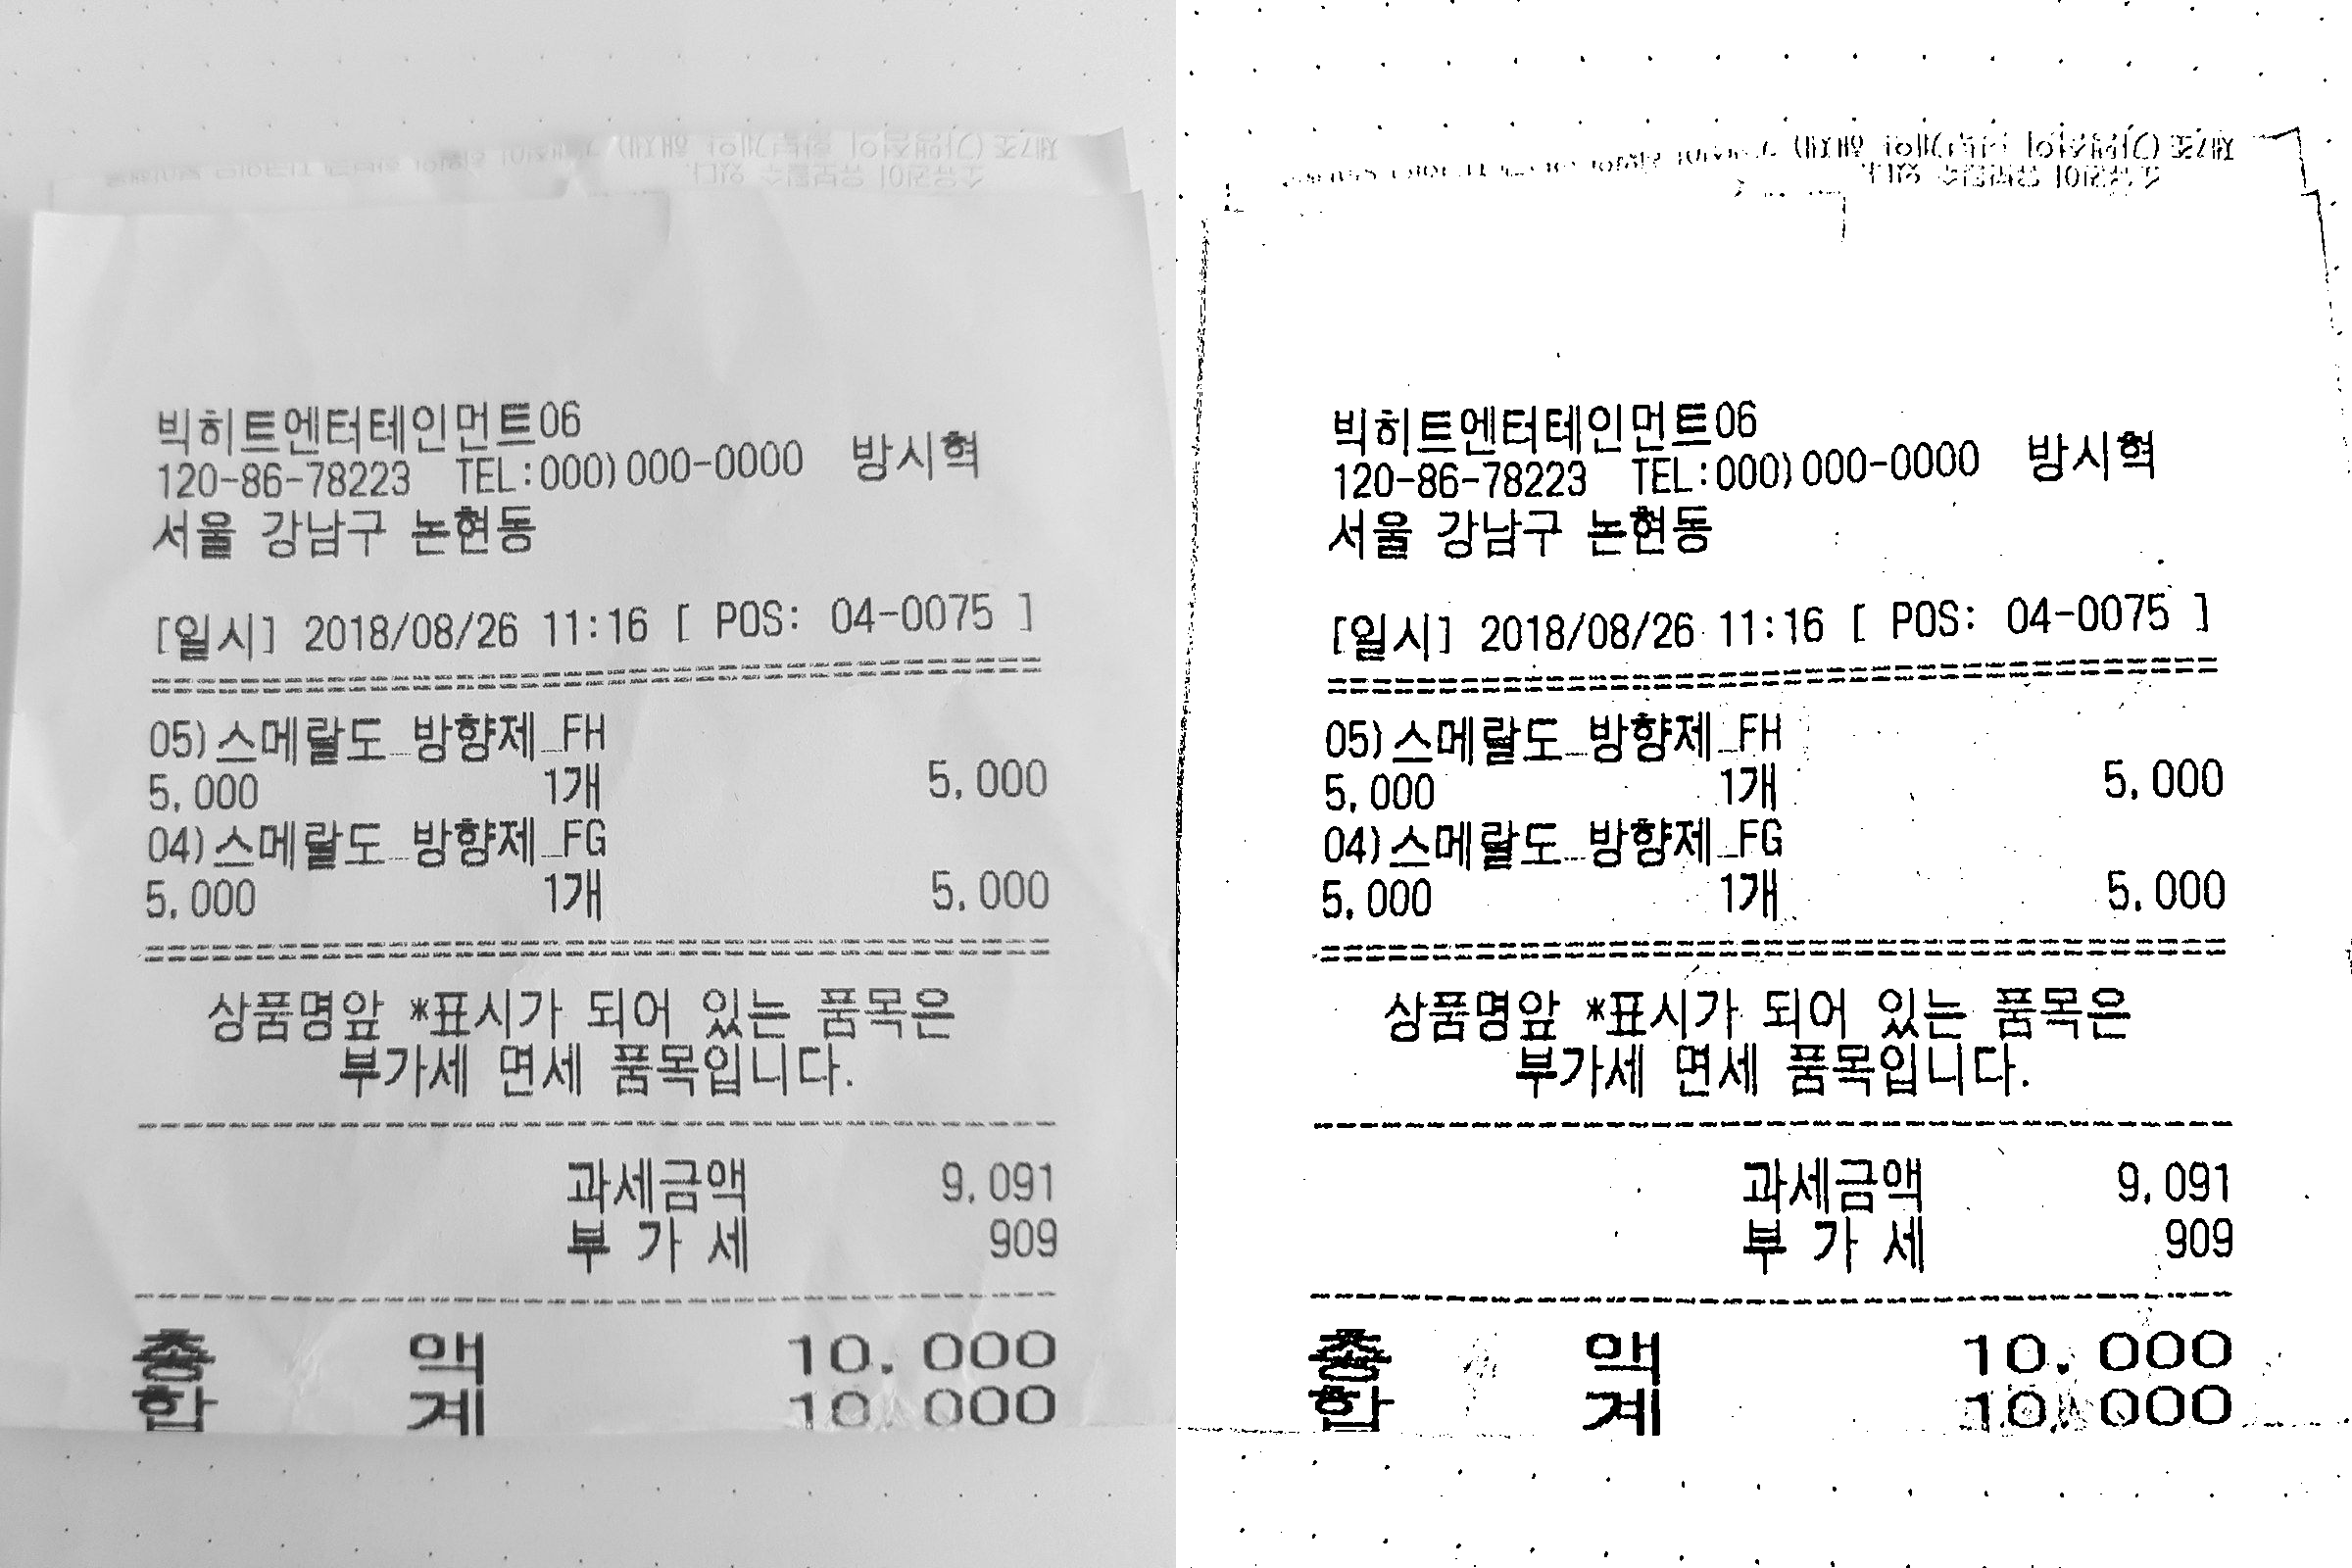 빅히트엔터테인먼트06
120-86-78223 TEL:000)000-0000 방시혁
서울 강남구 논현동
[일시] 2018/08/26 11:16 [ POS: 04-0075 ]
05)스메랄도_방향제_FH
5,000 1개 5,000
04)스메랄도_방향제_FG
5,000 1개 5,000
상품명앞 *표시가 되어 있는 품목은
부가세 면세 품목입니다.
과세금액 9,091
부 가 세 909
총 액 10,000
합 계 10,000
빅히트엔터테인먼트06
120-86-78223 TEL:000)000-0000 방시혁
서울 강남구 논현동
[일시] 2018/08/26 11:16 [ POS: 04-0075 ]
05)스메랄도_방향제_FH
5,000 1개 5,000
04)스메랄도_방향제_FG
5,000 1개 5,000
상품명앞 *표시가 되어 있는 품목은
부가세 면세 품목입니다.
과세금액 9,091
부 가 세 909
총 액 10,000
합 계 10,000